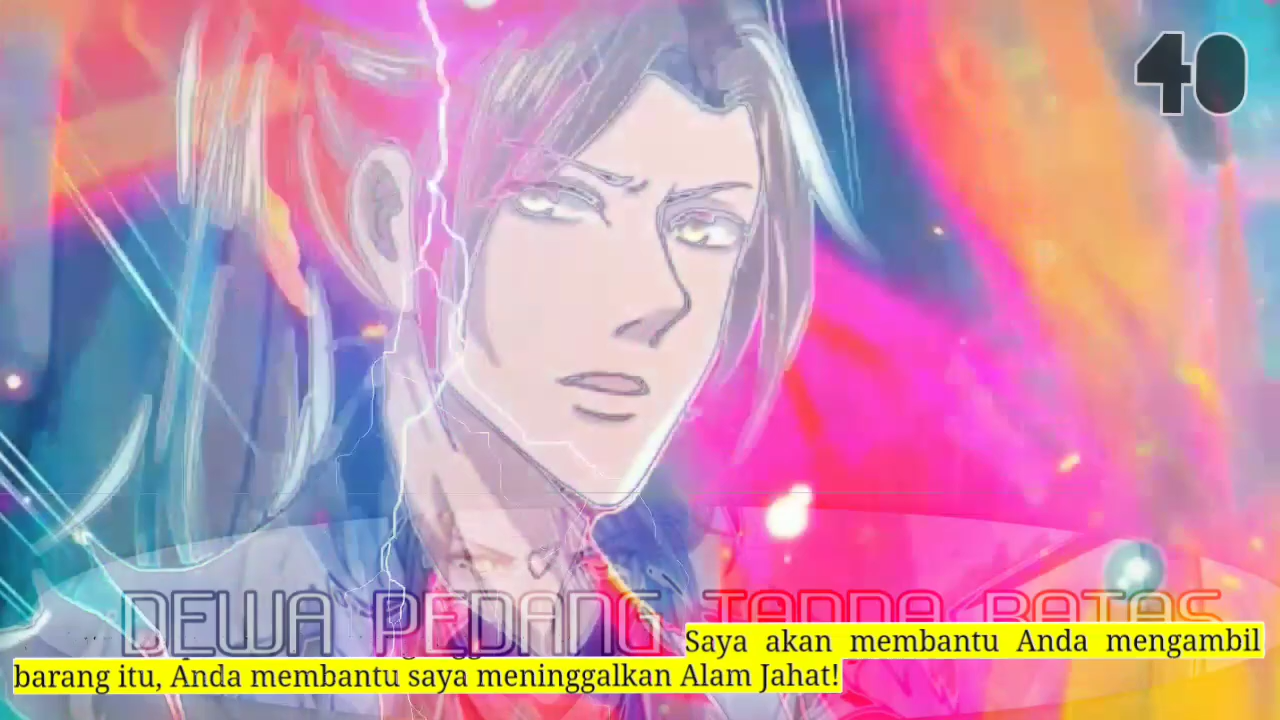 40
DEWA PEDANG TANPA BATAS
Saya akan membantu Anda mengambil
barang itu, Anda membantu saya meninggalkan Alam Jahat!